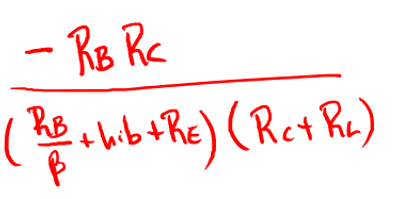 - RB RC
(RB/β + hib + RE) (RC + RL)